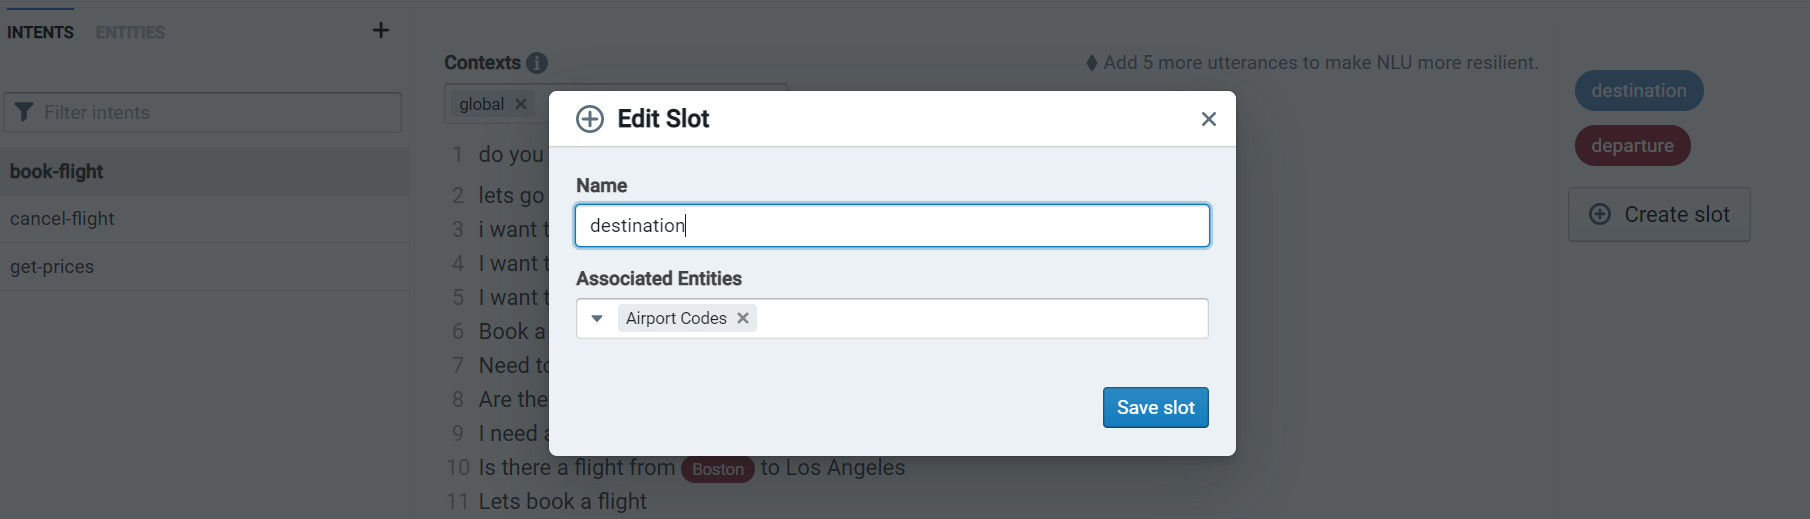 INTENTS ENTITIES
Filter intents
book-flight
cancel-flight
get-prices
Contexts
Add 5 more utterances to make NLU more resilient.
global
1 do you
2 lets go
3 i want t
4 I want t
5 I want t
6 Book a
7 Need to
8 Are the
9 I need a
10 Is there a flight from Boston to Los Angeles
11 Lets book a flight
Edit Slot
Name
destination
Associated Entities
Airport Codes
Save slot
destination
departure
Create slot